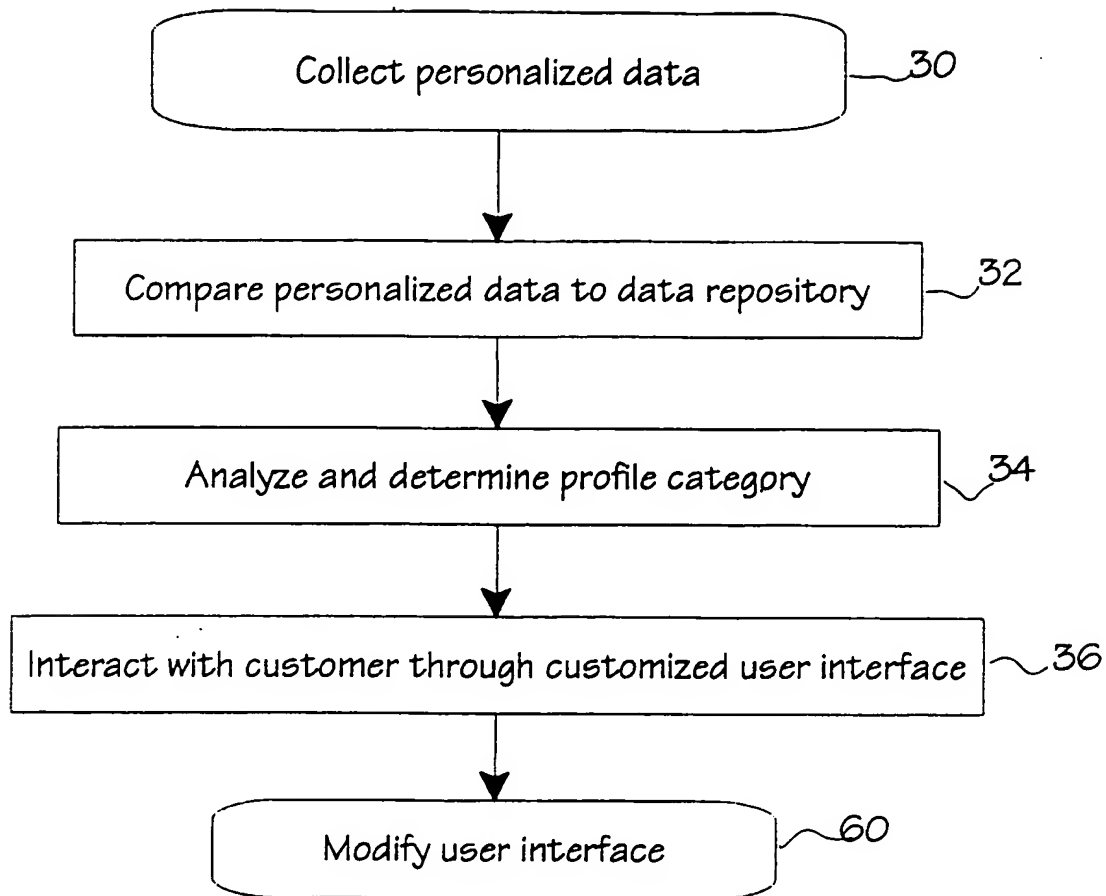 Collect personalized data 30
Compare personalized data to data repository 32
Analyze and determine profile category 34
Interact with customer through customized user interface 36
Modify user interface 60